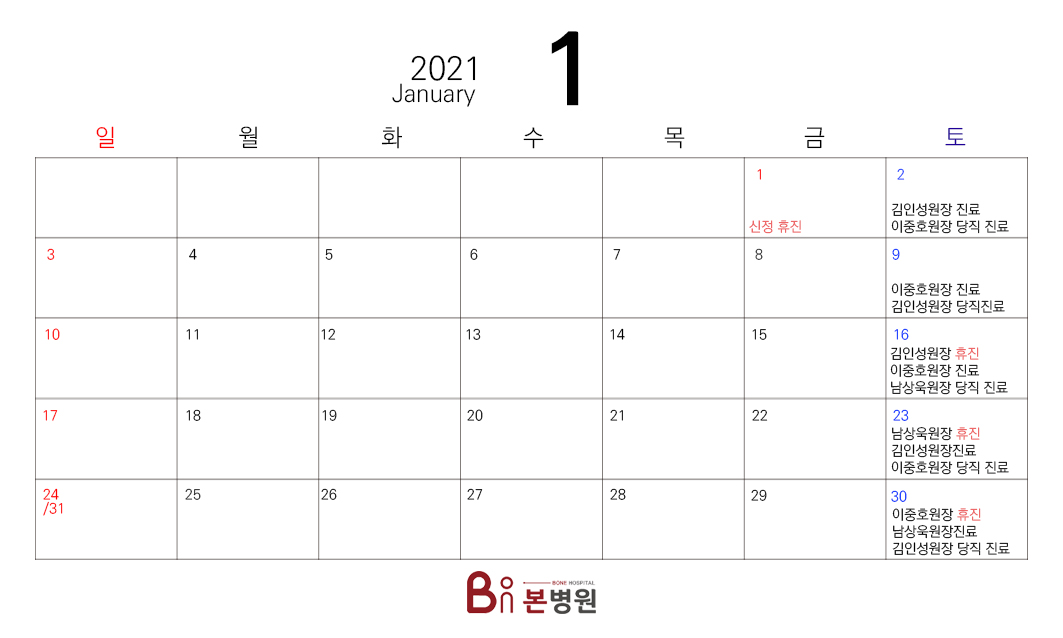 2021
January
1
일 월 화 수 목 금 토
1 2
신정 휴진
김인성원장 진료
이중호원장 당직 진료
3 4 5 6 7 8 9
이중호원장 진료
김인성원장 당직진료
10 11 12 13 14 15 16
김인성원장 휴진
이중호원장 진료
남상욱원장 당직 진료
17 18 19 20 21 22 23
남상욱원장 휴진
김인성원장진료
이중호원장 당직 진료
24 25 26 27 28 29 30
/31
이중호원장 휴진
남상욱원장진료
김인성원장 당직 진료
BONE HOSPITAL
본병원